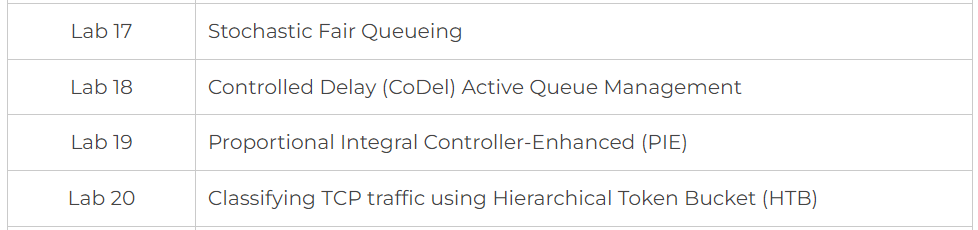 Lab 17 Stochastic Fair Queueing
Lab 18 Controlled Delay (CoDel) Active Queue Management
Lab 19 Proportional Integral Controller-Enhanced (PIE)
Lab 20 Classifying TCP traffic using Hierarchical Token Bucket (HTB)